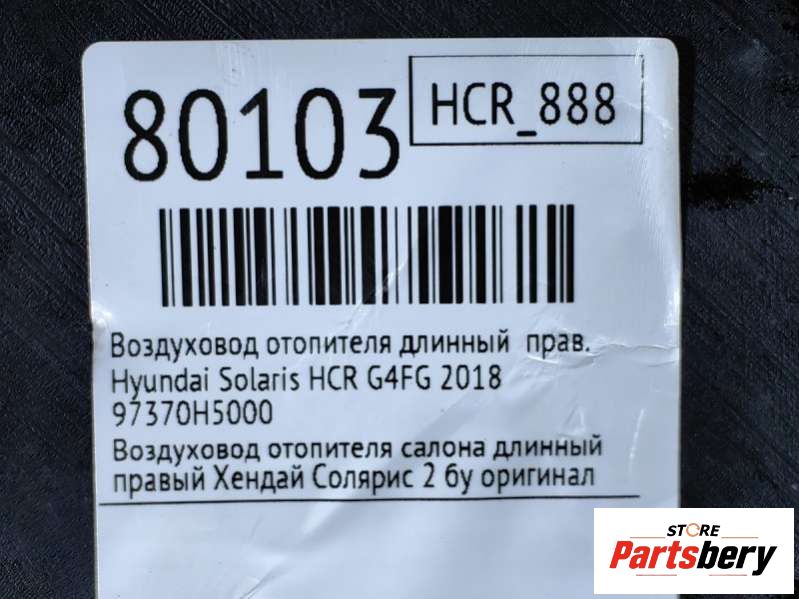 80103
HCR_888
Воздуховод отопителя длинный прав.
Hyundai Solaris HCR G4FG 2018
97370H5000
Воздуховод отопителя салона длинный
правый Хендай Солярис 2 бу оригинал
STORE
Partsbery